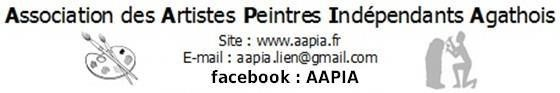 Association des Artistes Peintres Indépendants Agathois
Site : www.aapia.fr
E-mail : aapia.lien@gmail.com
facebook : AAPIA